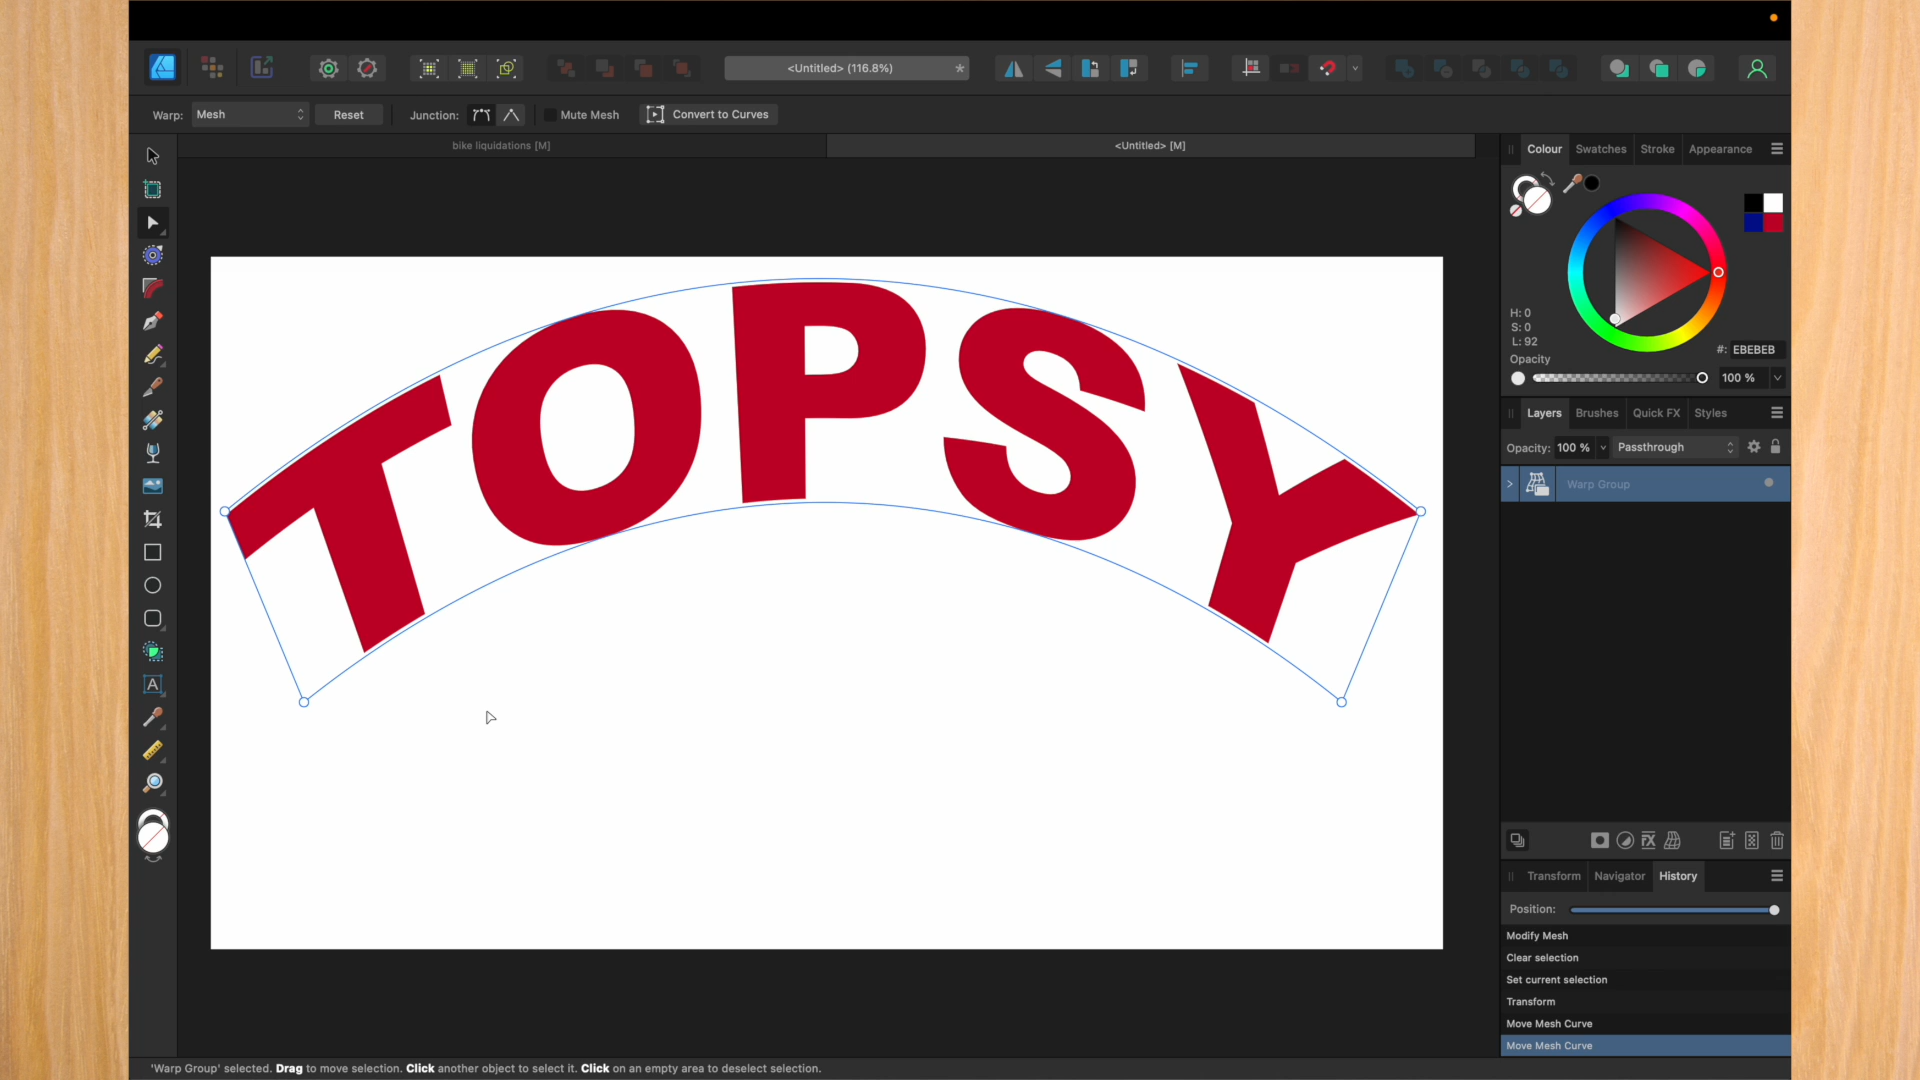 <Untitled> (116.8%)
*
Warp:
Mesh
Reset
Junction:
Mute Mesh
Convert to Curves
bike liquidations [M]
<Untitled> [M]
Colour
Swatches
Stroke
Appearance
H: 0
S: 0
L: 92
#: EBEBEB
Opacity
100 %
TOPSY
Layers
Brushes
Quick FX
Styles
Opacity: 100 %
Passthrough
Warp Group
A
FX
Transform
Navigator
History
Position:
Modify Mesh
Clear selection
Set current selection
Transform
Move Mesh Curve
Move Mesh Curve
'Warp Group' selected. Drag to move selection. Click another object to select it. Click on an empty area to deselect selection.